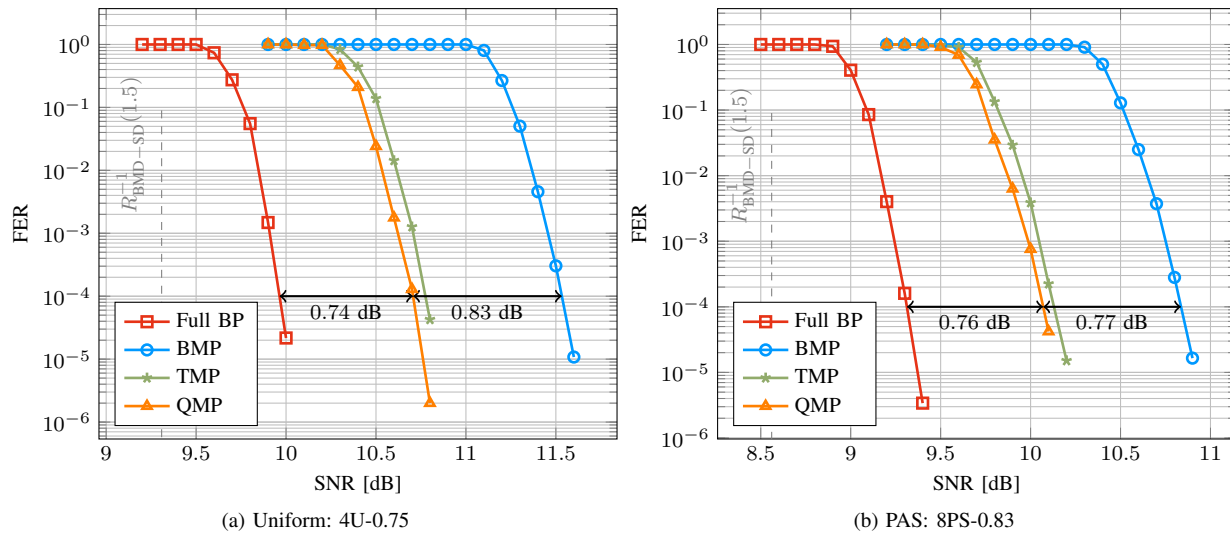 10^0
10^-1
10^-2
10^-3
10^-4
10^-5
10^-6
FER
R^-1_BMD-SD(1.5)
0.74 dB
0.83 dB
Full BP
BMP
TMP
QMP
9
9.5
10
10.5
11
11.5
SNR [dB]
(a) Uniform: 4U-0.75
10^0
10^-1
10^-2
10^-3
10^-4
10^-5
10^-6
FER
R^-1_BMD-SD(1.5)
0.76 dB
0.77 dB
Full BP
BMP
TMP
QMP
8.5
9
9.5
10
10.5
11
SNR [dB]
(b) PAS: 8PS-0.83